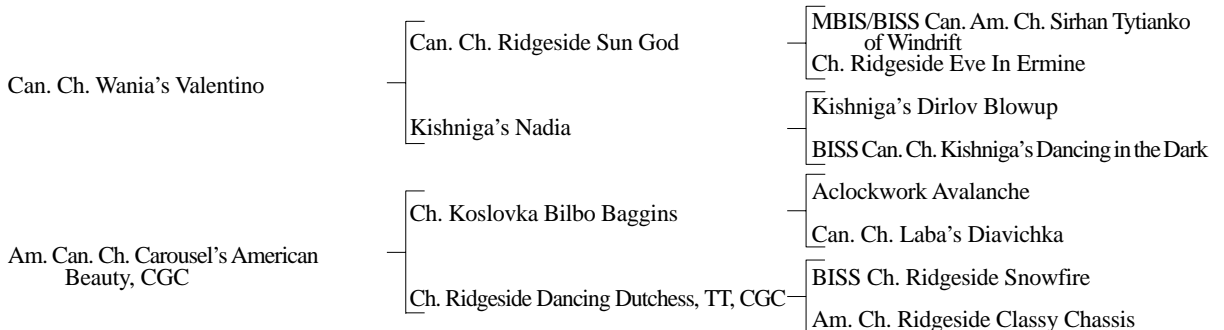 MBIS/BISS Can. Am. Ch. Sirhan Tytianko
of Windrift
Can. Ch. Ridgeside Sun God
Ch. Ridgeside Eve In Ermine
Can. Ch. Wania’s Valentino
Kishniga’s Dirlov Blowup
Kishniga’s Nadia
BISS Can. Ch. Kishniga’s Dancing in the Dark
Aclockwork Avalanche
Ch. Koslovka Bilbo Baggins
Can. Ch. Laba’s Diavichka
Am. Can. Ch. Carousel’s American
Beauty, CGC
BISS Ch. Ridgeside Snowfire
Ch. Ridgeside Dancing Dutchess, TT, CGC
Am. Ch. Ridgeside Classy Chassis